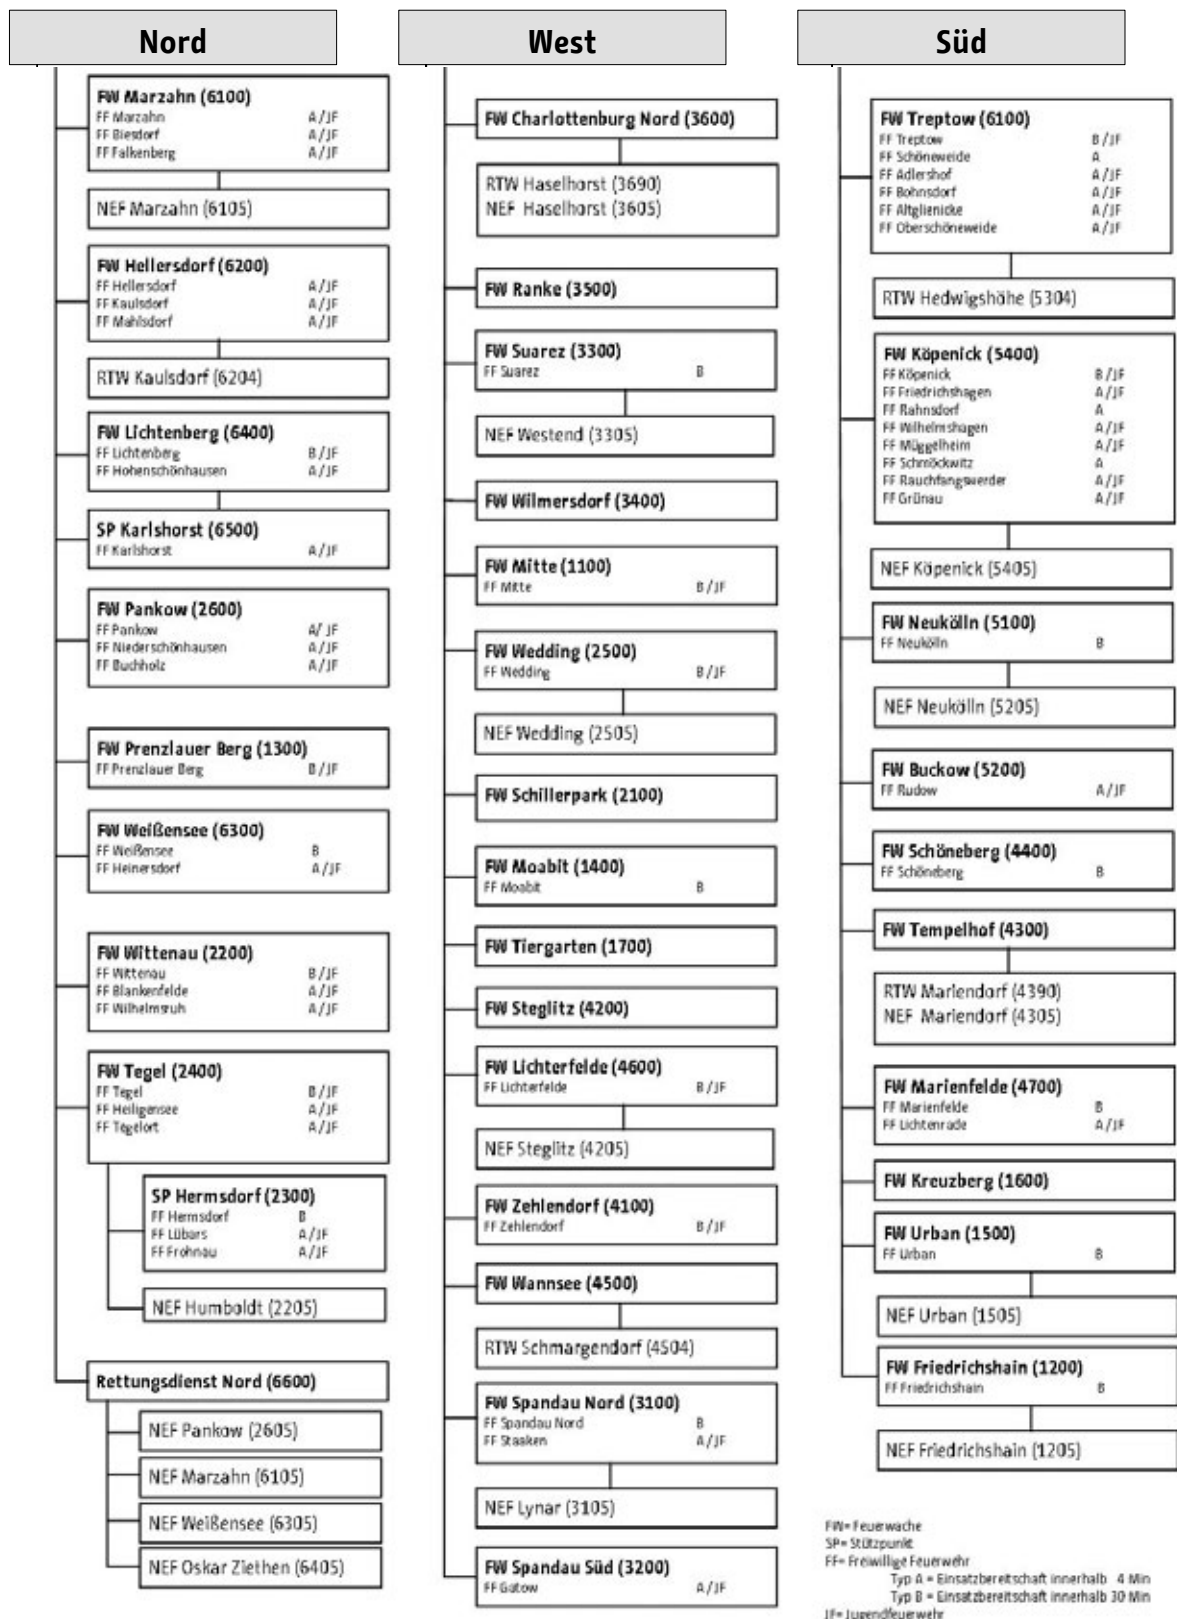 Nord
FW Marzahn (6100)
FF Marzahn A/JF
FF Biesdorf A/JF
FF Falkenberg A/JF
NEF Marzahn (6105)
FW Hellersdorf (6200)
FF Hellersdorf A/JF
FF Kaulsdorf A/JF
FF Mahlsdorf A/JF
RTW Kaulsdorf (6204)
FW Lichtenberg (6400)
FF Lichtenberg B/JF
FF Hohenschönhausen A/JF
SP Karlshorst (6500)
FF Karlshorst A/JF
FW Pankow (2600)
FF Pankow A/ JF
FF Niederschönhausen A/JF
FF Buchholz A/JF
FW Prenzlauer Berg (1300)
FF Prenzlauer Berg B/JF
FW Weißensee (6300)
FF Weißensee B
FF Heinersdorf A/JF
FW Wittenau (2200)
FF Wittenau B/JF
FF Blankenfelde A/JF
FF Wilhelmsruh A/JF
FW Tegel (2400)
FF Tegel B/JF
FF Heiligensee A/JF
FF Tegelort A/JF
SP Hermsdorf (2300)
FF Hermsdorf B
FF Lübars A/JF
FF Frohnau A/JF
NEF Humboldt (2205)
Rettungsdienst Nord (6600)
NEF Pankow (2605)
NEF Marzahn (6105)
NEF Weißensee (6305)
NEF Oskar Ziethen (6405)
West
FW Charlottenburg Nord (3600)
RTW Haselhorst (3690)
NEF Haselhorst (3605)
FW Ranke (3500)
FW Suarez (3300)
FF Suarez B
NEF Westend (3305)
FW Wilmersdorf (3400)
FW Mitte (1100)
FF Mitte B/JF
FW Wedding (2500)
FF Wedding B/JF
NEF Wedding (2505)
FW Schillerpark (2100)
FW Moabit (1400)
FF Moabit B
FW Tiergarten (1700)
FW Steglitz (4200)
FW Lichterfelde (4600)
FF Lichterfelde B/JF
NEF Steglitz (4205)
FW Zehlendorf (4100)
FF Zehlendorf B/JF
FW Wannsee (4500)
RTW Schmargendorf (4504)
FW Spandau Nord (3100)
FF Spandau Nord B
FF Staaken A/JF
NEF Lynar (3105)
FW Spandau Süd (3200)
FF Gatow A/JF
Süd
FW Treptow (6100)
FF Treptow B/JF
FF Schöneweide A
FF Adlershof A/JF
FF Bohnsdorf A/JF
FF Altglienicke A/JF
FF Oberschöneweide A/JF
RTW Hedwigshöhe (5304)
FW Köpenick (5400)
FF Köpenick B/JF
FF Friedrichshagen A/JF
FF Rahnsdorf A
FF Wilhelmshagen A/JF
FF Müggelheim A/JF
FF Schmöckwitz A
FF Rauchfangswerder A/JF
FF Grünau A/JF
NEF Köpenick (5405)
FW Neukölln (5100)
FF Neukölln B
NEF Neukölln (5205)
FW Buckow (5200)
FF Rudow A/JF
FW Schöneberg (4400)
FF Schöneberg B
FW Tempelhof (4300)
RTW Mariendorf (4390)
NEF Mariendorf (4305)
FW Marienfelde (4700)
FF Marienfelde B
FF Lichtenrade A/JF
FW Kreuzberg (1600)
FW Urban (1500)
FF Urban B
NEF Urban (1505)
FW Friedrichshain (1200)
FF Friedrichshain B
NEF Friedrichshain (1205)
FW= Feuerwache
SP= Stützpunkt
FF= Freiwillige Feuerwehr
Typ A = Einsatzbereitschaft innerhalb 4 Min
Typ B = Einsatzbereitschaft innerhalb 30 Min
JF= Jugendfeuerwehr